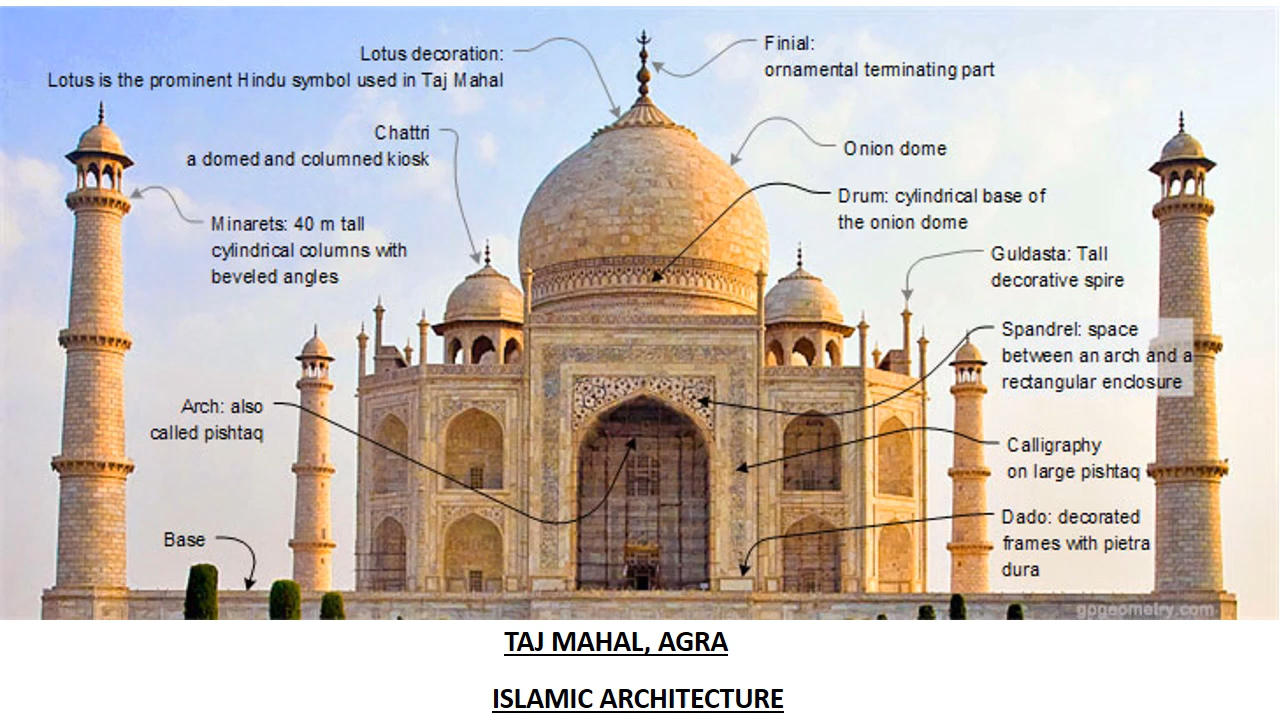 Lotus decoration:
Lotus is the prominent Hindu symbol used in Taj Mahal
Finial:
ornamental terminating part
Chattri
a domed and columned kiosk
Onion dome
Drum: cylindrical base of
the onion dome
Minarets: 40 m tall
cylindrical columns with
beveled angles
Guldasta: Tall
decorative spire
Spandrel: space
between an arch and a
rectangular enclosure
Arch: also
called pishtaq
Calligraphy
on large pishtaq
Dado: decorated
frames with pietra
dura
Base
gogeometry.com
TAJ MAHAL, AGRA
ISLAMIC ARCHITECTURE